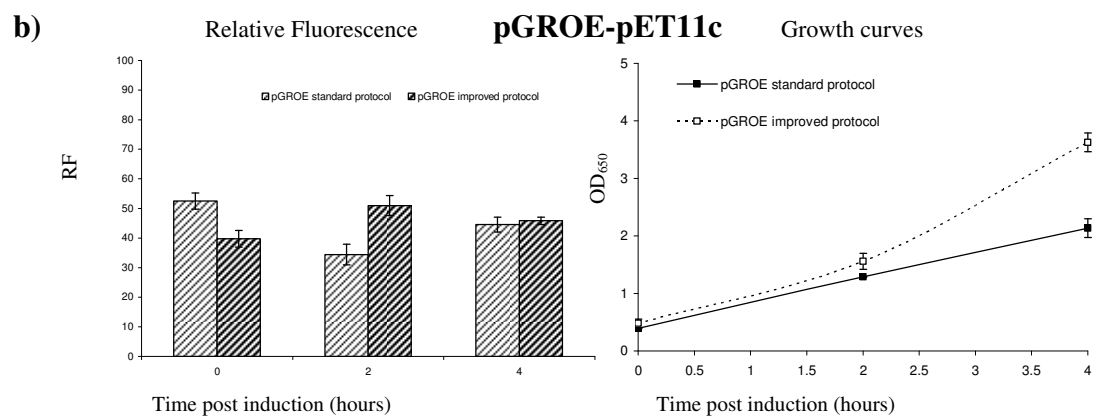 b) Relative Fluorescence pGROE-pET11c Growth curves
pGROE standard protocol pGROE improved protocol
RF
100
90
80
70
60
50
40
30
20
10
0
0 2 4
Time post induction (hours)
pGROE standard protocol
pGROE improved protocol
OD650
5
4
3
2
1
0
0 0.5 1 1.5 2 2.5 3 3.5 4
Time post induction (hours)